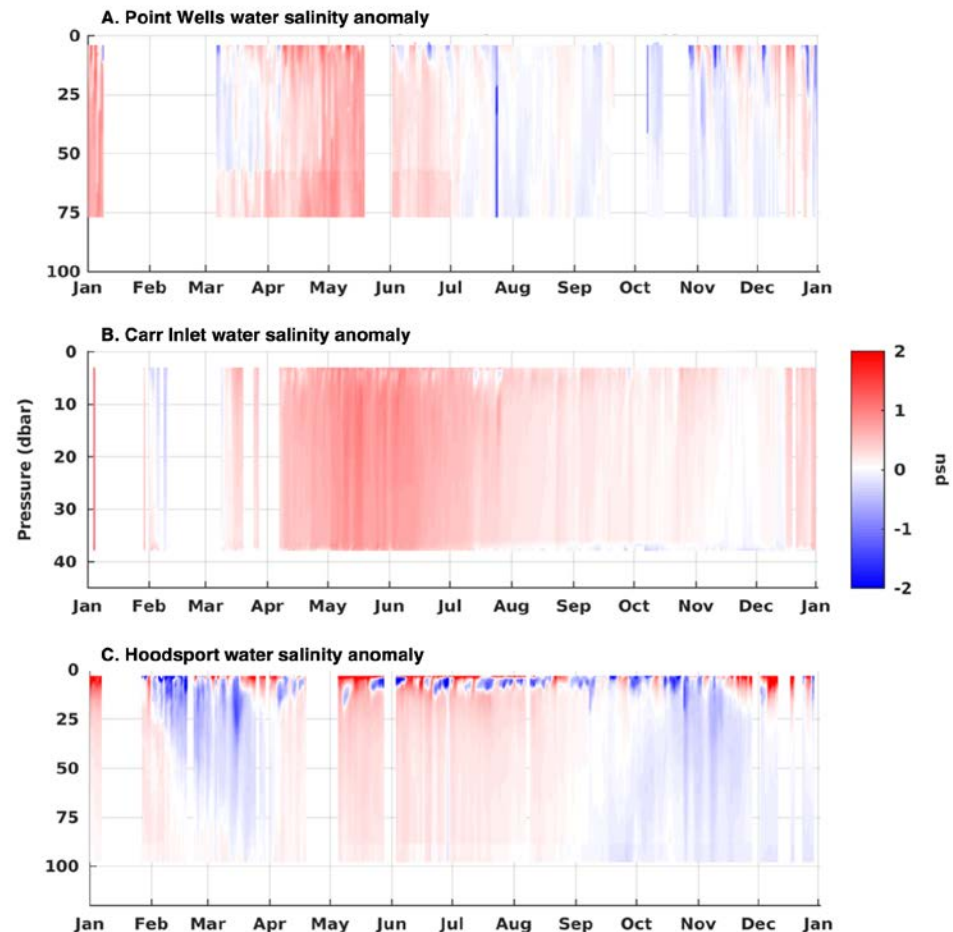 A. Point Wells water salinity anomaly
0
25
50
75
100
Jan Feb Mar Apr May Jun Jul Aug Sep Oct Nov Dec Jan
B. Carr Inlet water salinity anomaly
0
10
20
30
40
Pressure (dbar)
Jan Feb Mar Apr May Jun Jul Aug Sep Oct Nov Dec Jan
2
1
0
-1
-2
psu
C. Hoodsport water salinity anomaly
0
25
50
75
100
Jan Feb Mar Apr May Jun Jul Aug Sep Oct Nov Dec Jan